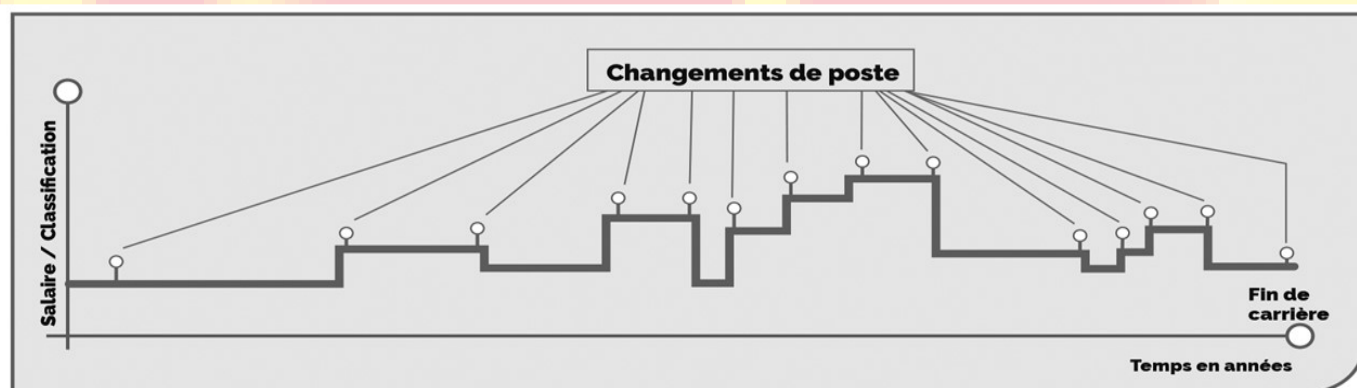 Changements de poste
Salaire / Classification
Fin de
carrière
Temps en années